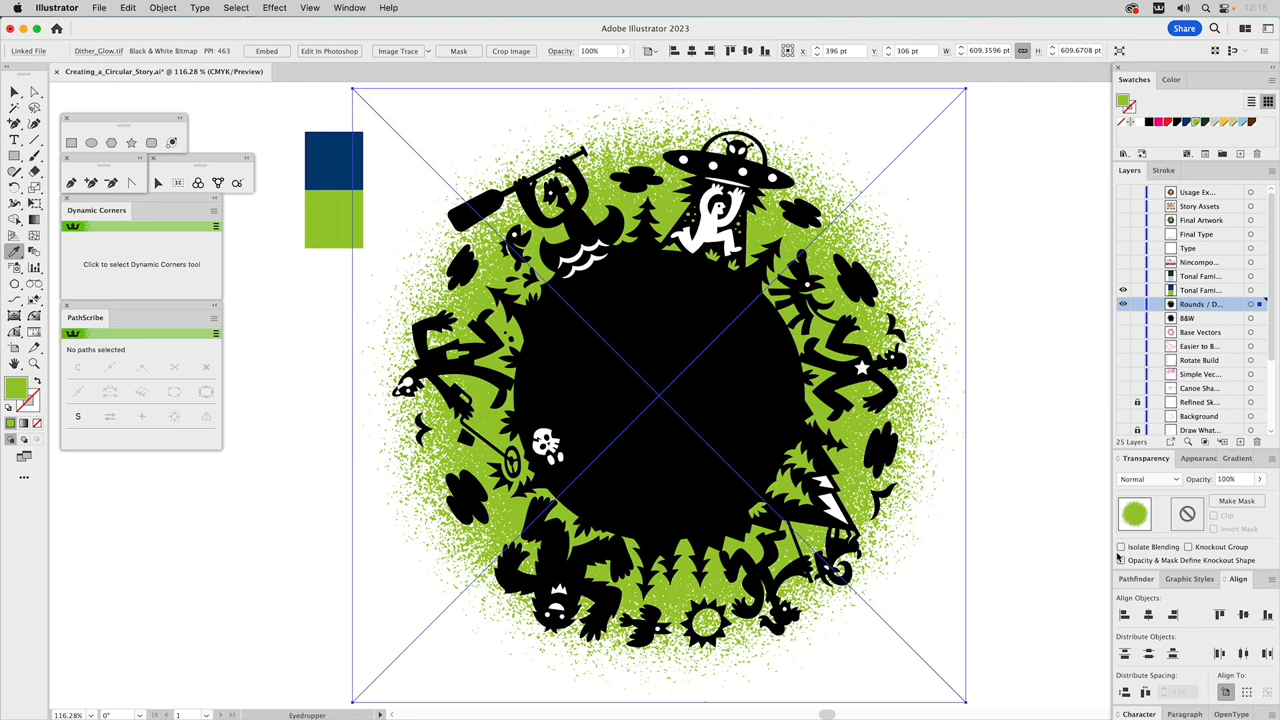 Illustrator File Edit Object Type Select Effect View Window Help 12:15
Adobe Illustrator 2023
Share
Linked File Dither_Glow.tif Black & White Bitmap PPI: 463 Embed Edit In Photoshop Image Trace Mask Crop Image Opacity: 100% X: 396 pt Y: 306 pt W: 609.3596 pt H: 609.6708 pt
× Creating_a_Circular_Story.ai* @ 116.28 % (CMYK/Preview)
Swatches Color
Layers Stroke
Usage Ex...
Story Assets
Final Artwork
Final Type
Type
Nincompo...
Tonal Fami...
Tonal Fami...
Rounds / D...
B&W
Base Vectors
Easier to B...
Rotate Build
Simple Vec...
Canoe Sha...
Refined Sk...
Background
Draw What...
25 Layers
Dynamic Corners
Click to select Dynamic Corners tool
PathScribe
No paths selected
C
S
Transparency Appearanc Gradient
Normal Opacity: 100%
Make Mask
Clip
Invert Mask
Isolate Blending Knockout Group
Opacity & Mask Define Knockout Shape
Pathfinder Graphic Styles Align
Align Objects:
Distribute Objects:
Distribute Spacing: Align To:
0 pt
Character Paragraph OpenType
116.28% 0° 1 Eyedropper